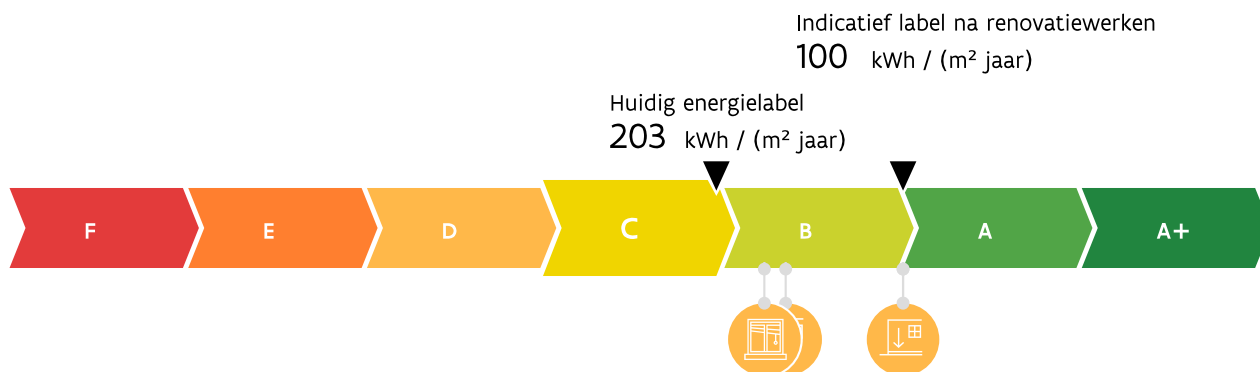 Indicatief label na renovatiewerken
100 kWh / (m² jaar)
Huidig energielabel
203 kWh / (m² jaar)
F E D C B A A+